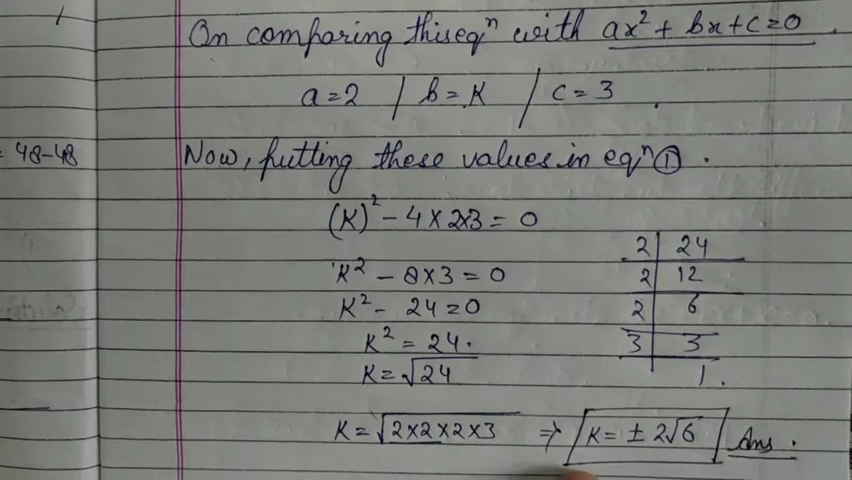 On comparing this eqⁿ with ax² + bx + c = 0
a = 2 / b = K / c = 3 .
= 48-48
Now, putting these values in eqⁿ ① .
(K)² - 4 × 2×3 = 0
K² - 8×3 = 0
K² - 24 = 0
K² = 24 .
K = √24
2 | 24
2 | 12
2 | 6
3 | 3
1 .
K = √2×2×2×3 ⇒ K = ± 2√6 Ans .